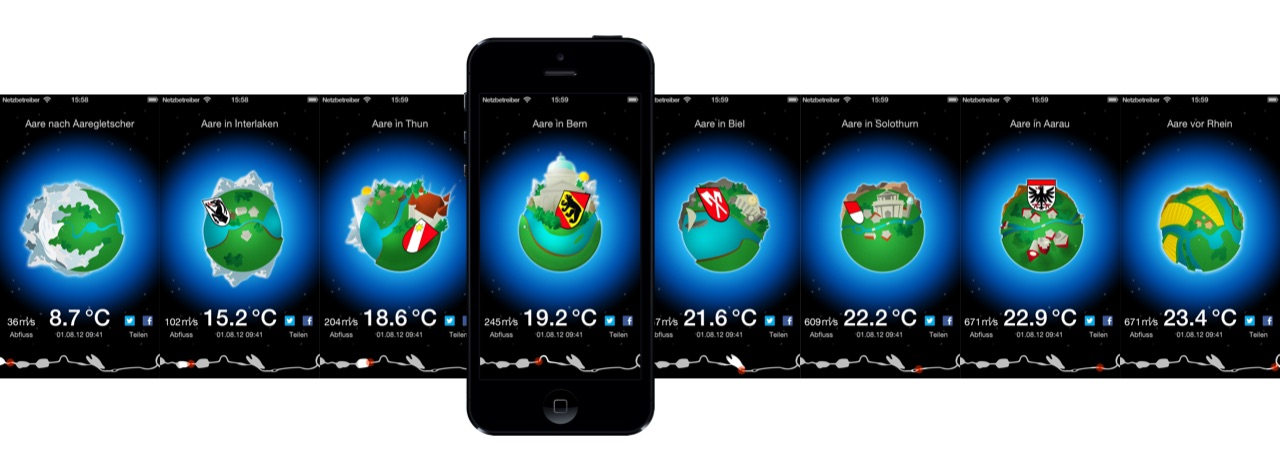 Netzbetreiber 15:58
Aare nach Aaregletscher
36m³/s 8.7°C
Abfluss 01.08.12 09:41 Teilen
Netzbetreiber 15:58
Aare in Interlaken
102m³/s 15.2°C
Abfluss 01.08.12 09:41 Teilen
Netzbetreiber 15:59
Aare in Thun
204m³/s 18.6°C
Abfluss 01.08.12 09:41 Teilen
Netzbetreiber 15:59
Aare in Bern
245m³/s 19.2°C
Abfluss 01.08.12 09:41 Teilen
15:59
Aare in Biel
21.6°C
01.08.12 09:41 Teilen
Netzbetreiber 15:59
Aare in Solothurn
609m³/s 22.2°C
Abfluss 01.08.12 09:41 Teilen
Netzbetreiber 15:59
Aare in Aarau
671m³/s 22.9°C
Abfluss 01.08.12 09:41 Teilen
Netzbetreiber 15:59
Aare vor Rhein
671m³/s 23.4°C
Abfluss 01.08.12 09:41 Teilen